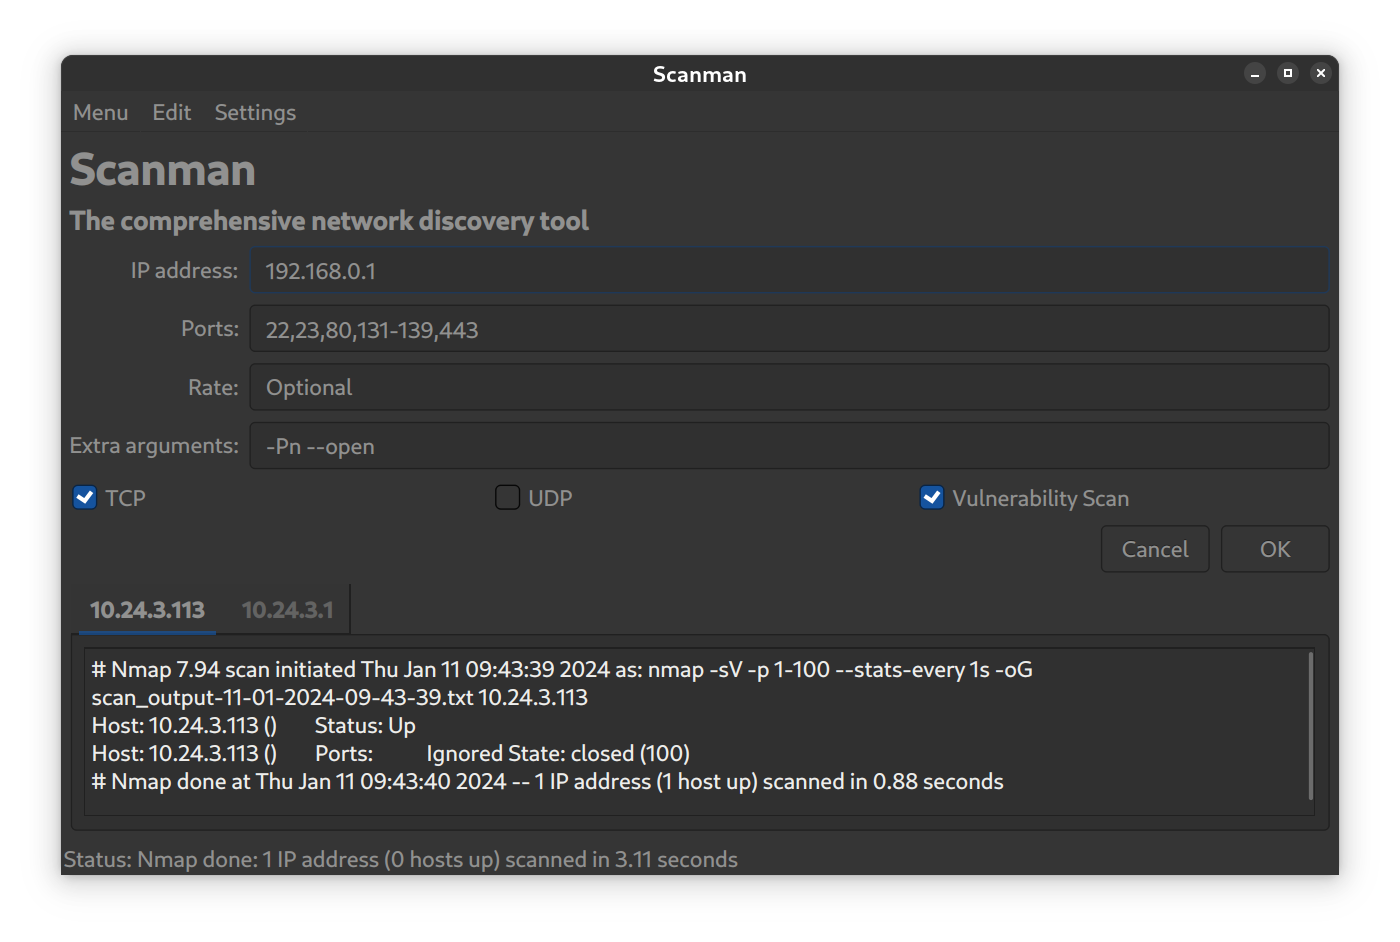 Scanman
Menu Edit Settings
Scanman
The comprehensive network discovery tool
IP address: 192.168.0.1
Ports: 22,23,80,131-139,443
Rate: Optional
Extra arguments: -Pn --open
TCP UDP Vulnerability Scan
Cancel OK
10.24.3.113 10.24.3.1
# Nmap 7.94 scan initiated Thu Jan 11 09:43:39 2024 as: nmap -sV -p 1-100 --stats-every 1s -oG
scan_output-11-01-2024-09-43-39.txt 10.24.3.113
Host: 10.24.3.113 () Status: Up
Host: 10.24.3.113 () Ports: Ignored State: closed (100)
# Nmap done at Thu Jan 11 09:43:40 2024 -- 1 IP address (1 host up) scanned in 0.88 seconds
Status: Nmap done: 1 IP address (0 hosts up) scanned in 3.11 seconds